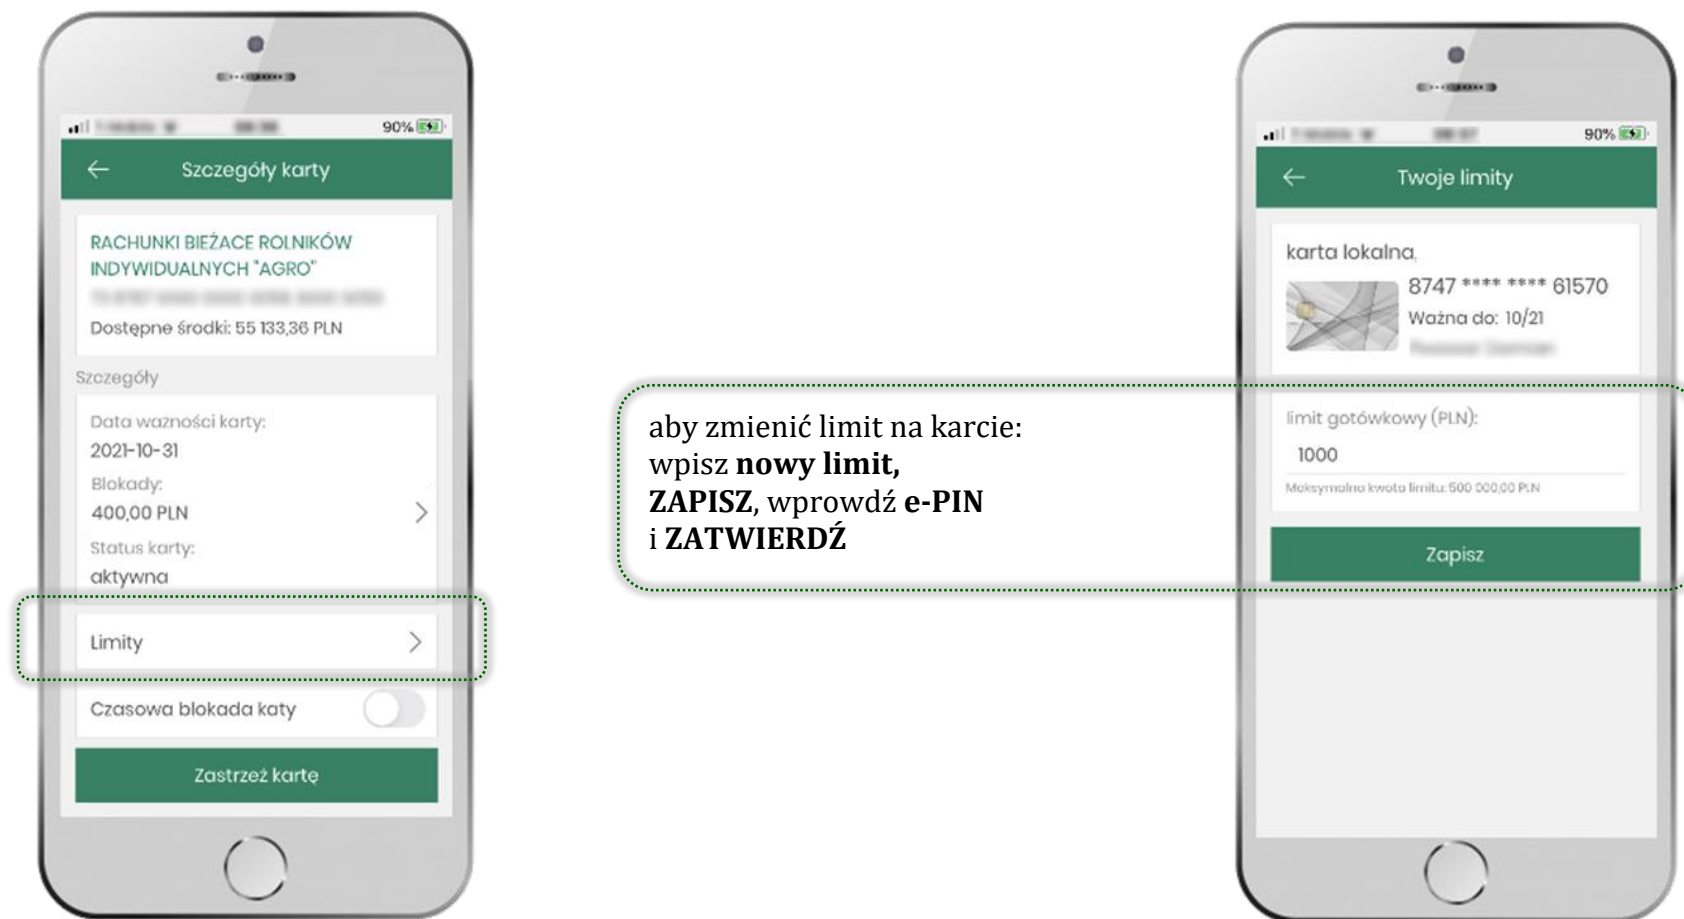 90%
Szczegóły karty
RACHUNKI BIEŻACE ROLNIKÓW
INDYWIDUALNYCH "AGRO"
Dostępne środki: 55 133,36 PLN
Szczegóły
Data ważności karty:
2021-10-31
Blokady:
400,00 PLN
Status karty:
aktywna
Limity
Czasowa blokada katy
Zastrzeż kartę
aby zmienić limit na karcie:
wpisz nowy limit,
ZAPISZ, wprowdź e-PIN
i ZATWIERDŹ
90%
Twoje limity
karta lokalna,
8747 **** **** 61570
Ważna do: 10/21
limit gotówkowy (PLN):
1000
Maksymalna kwota limitu: 500 000,00 PLN
Zapisz